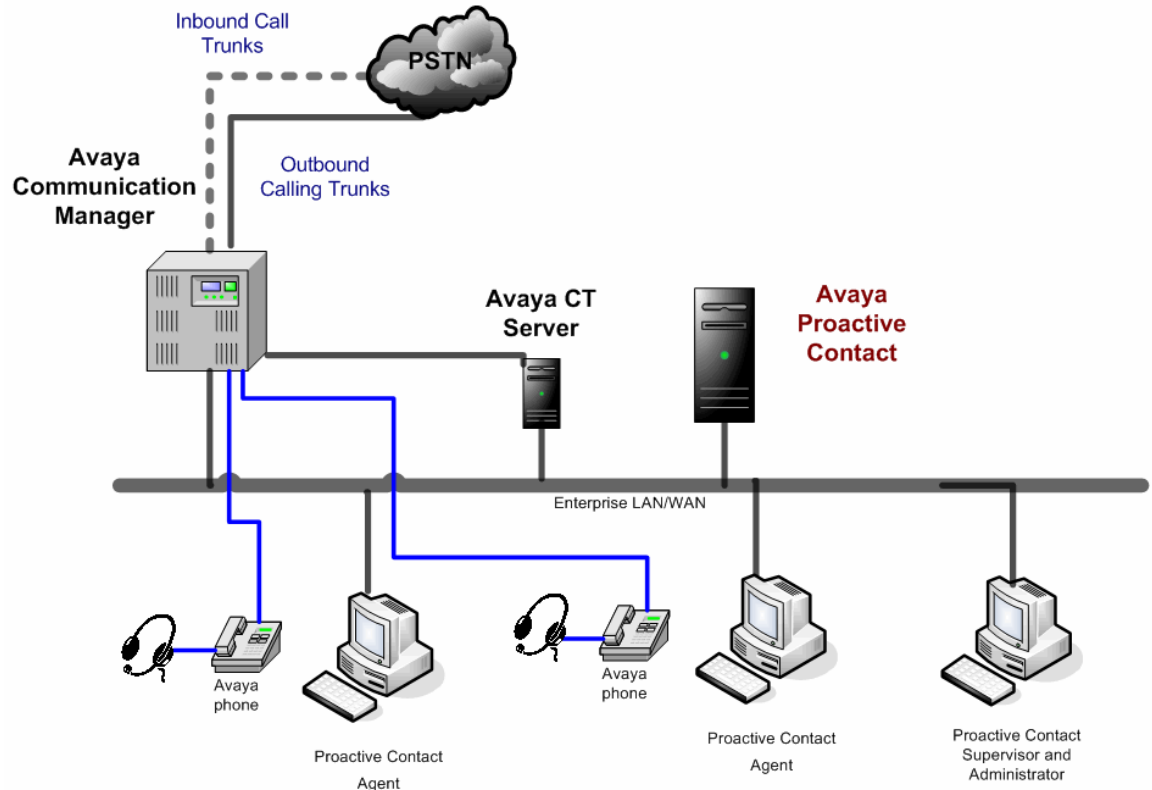 Inbound Call
Trunks
PSTN
Avaya
Communication
Manager
Outbound
Calling Trunks
Avaya CT
Server
Avaya
Proactive
Contact
Enterprise LAN/WAN
Avaya
phone
Proactive Contact
Agent
Avaya
phone
Proactive Contact
Agent
Proactive Contact
Supervisor and
Administrator